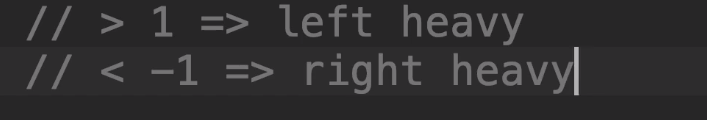 // > 1 => left heavy
// < -1 => right heavy